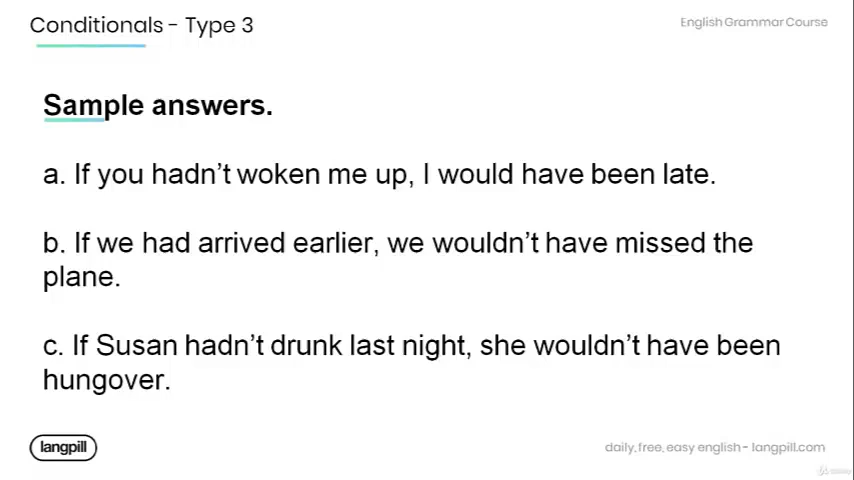 Conditionals - Type 3
English Grammar Course
Sample answers.
a. If you hadn't woken me up, I would have been late.
b. If we had arrived earlier, we wouldn't have missed the
plane.
c. If Susan hadn't drunk last night, she wouldn't have been
hungover.
langpill
daily, free, easy english - langpill.com